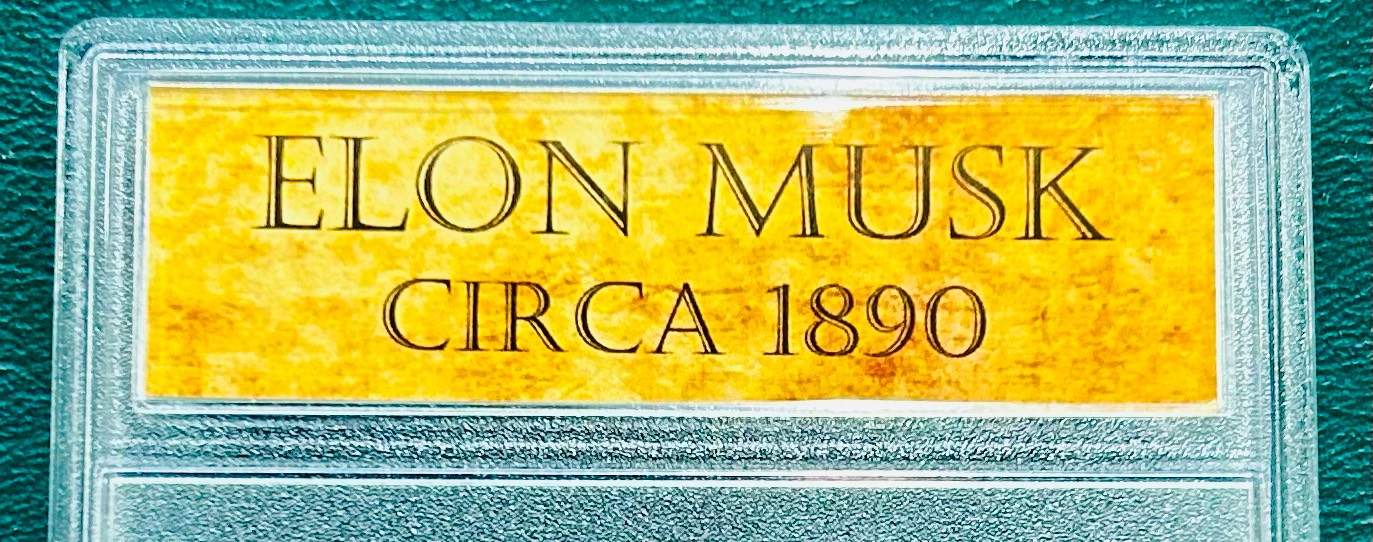 ELON MUSK
CIRCA 1890